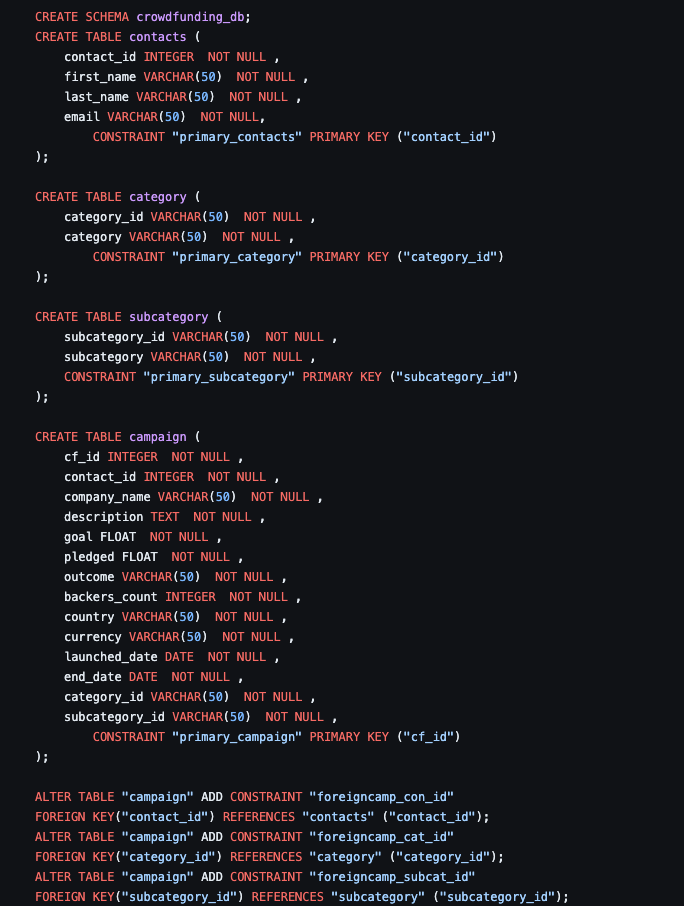 CREATE SCHEMA crowdfunding_db;
CREATE TABLE contacts (
    contact_id INTEGER  NOT NULL ,
    first_name VARCHAR(50)  NOT NULL ,
    last_name VARCHAR(50)  NOT NULL ,
    email VARCHAR(50)  NOT NULL,
        CONSTRAINT "primary_contacts" PRIMARY KEY ("contact_id")
);

CREATE TABLE category (
    category_id VARCHAR(50)  NOT NULL ,
    category VARCHAR(50)  NOT NULL ,
        CONSTRAINT "primary_category" PRIMARY KEY ("category_id")
);

CREATE TABLE subcategory (
    subcategory_id VARCHAR(50)  NOT NULL ,
    subcategory VARCHAR(50)  NOT NULL ,
    CONSTRAINT "primary_subcategory" PRIMARY KEY ("subcategory_id")
);

CREATE TABLE campaign (
    cf_id INTEGER  NOT NULL ,
    contact_id INTEGER  NOT NULL ,
    company_name VARCHAR(50)  NOT NULL ,
    description TEXT  NOT NULL ,
    goal FLOAT  NOT NULL ,
    pledged FLOAT  NOT NULL ,
    outcome VARCHAR(50)  NOT NULL ,
    backers_count INTEGER  NOT NULL ,
    country VARCHAR(50)  NOT NULL ,
    currency VARCHAR(50)  NOT NULL ,
    launched_date DATE  NOT NULL ,
    end_date DATE  NOT NULL ,
    category_id VARCHAR(50)  NOT NULL ,
    subcategory_id VARCHAR(50)  NOT NULL ,
        CONSTRAINT "primary_campaign" PRIMARY KEY ("cf_id")
);

ALTER TABLE "campaign" ADD CONSTRAINT "foreigncamp_con_id"
FOREIGN KEY("contact_id") REFERENCES "contacts" ("contact_id");
ALTER TABLE "campaign" ADD CONSTRAINT "foreigncamp_cat_id"
FOREIGN KEY("category_id") REFERENCES "category" ("category_id");
ALTER TABLE "campaign" ADD CONSTRAINT "foreigncamp_subcat_id"
FOREIGN KEY("subcategory_id") REFERENCES "subcategory" ("subcategory_id");